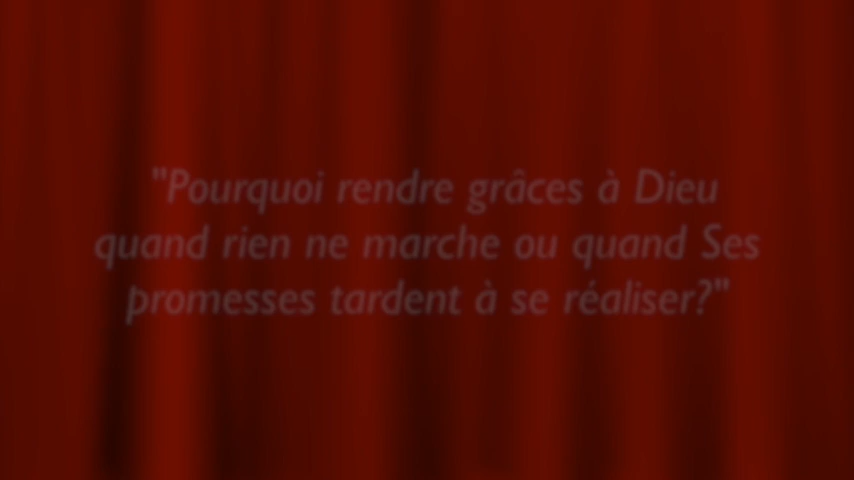 "Pourquoi rendre grâces à Dieu
quand rien ne marche ou quand Ses
promesses tardent à se réaliser?"